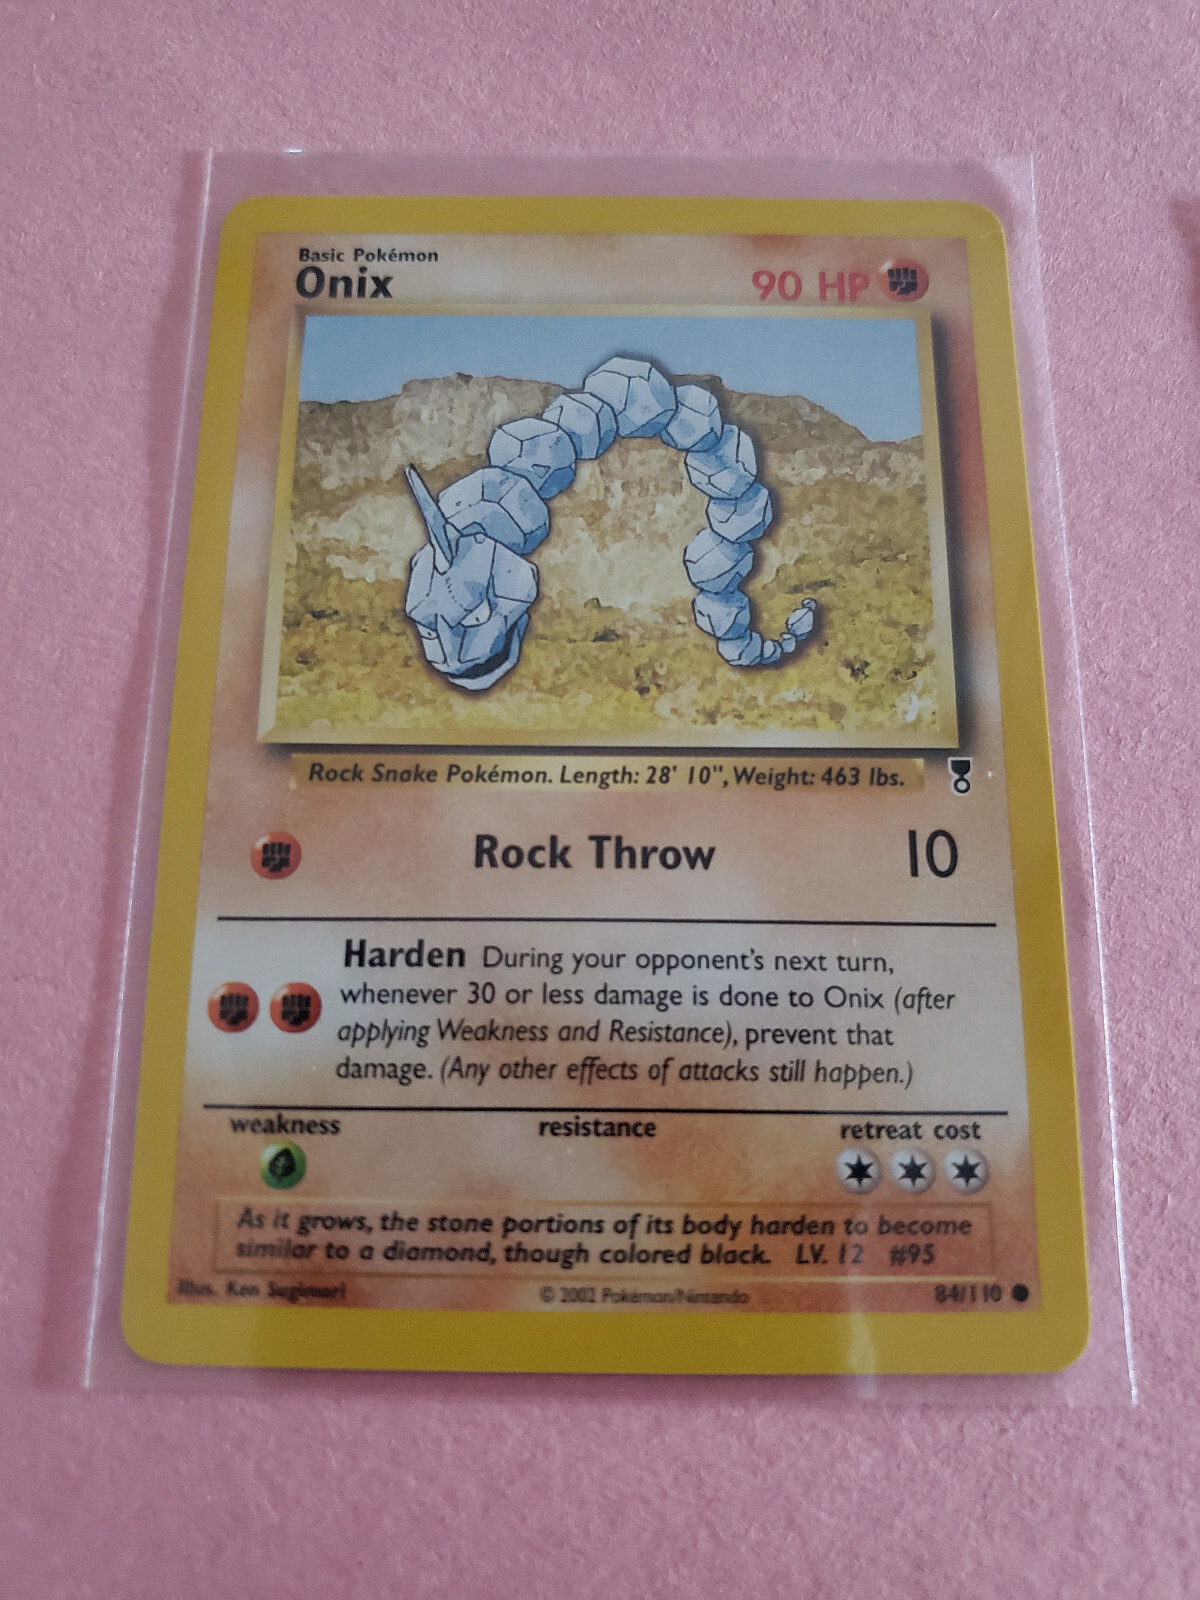 Basic Pokémon
Onix
90 HP
Rock Snake Pokémon. Length: 28' 10", Weight: 463 lbs.
Rock Throw 10
Harden During your opponent's next turn,
whenever 30 or less damage is done to Onix (after
applying Weakness and Resistance), prevent that
damage. (Any other effects of attacks still happen.)
weakness resistance retreat cost
As it grows, the stone portions of its body harden to become
similar to a diamond, though colored black. LV. 12 #95
Illus. Ken Sugimori © 2002 Pokémon/Nintendo 84/110